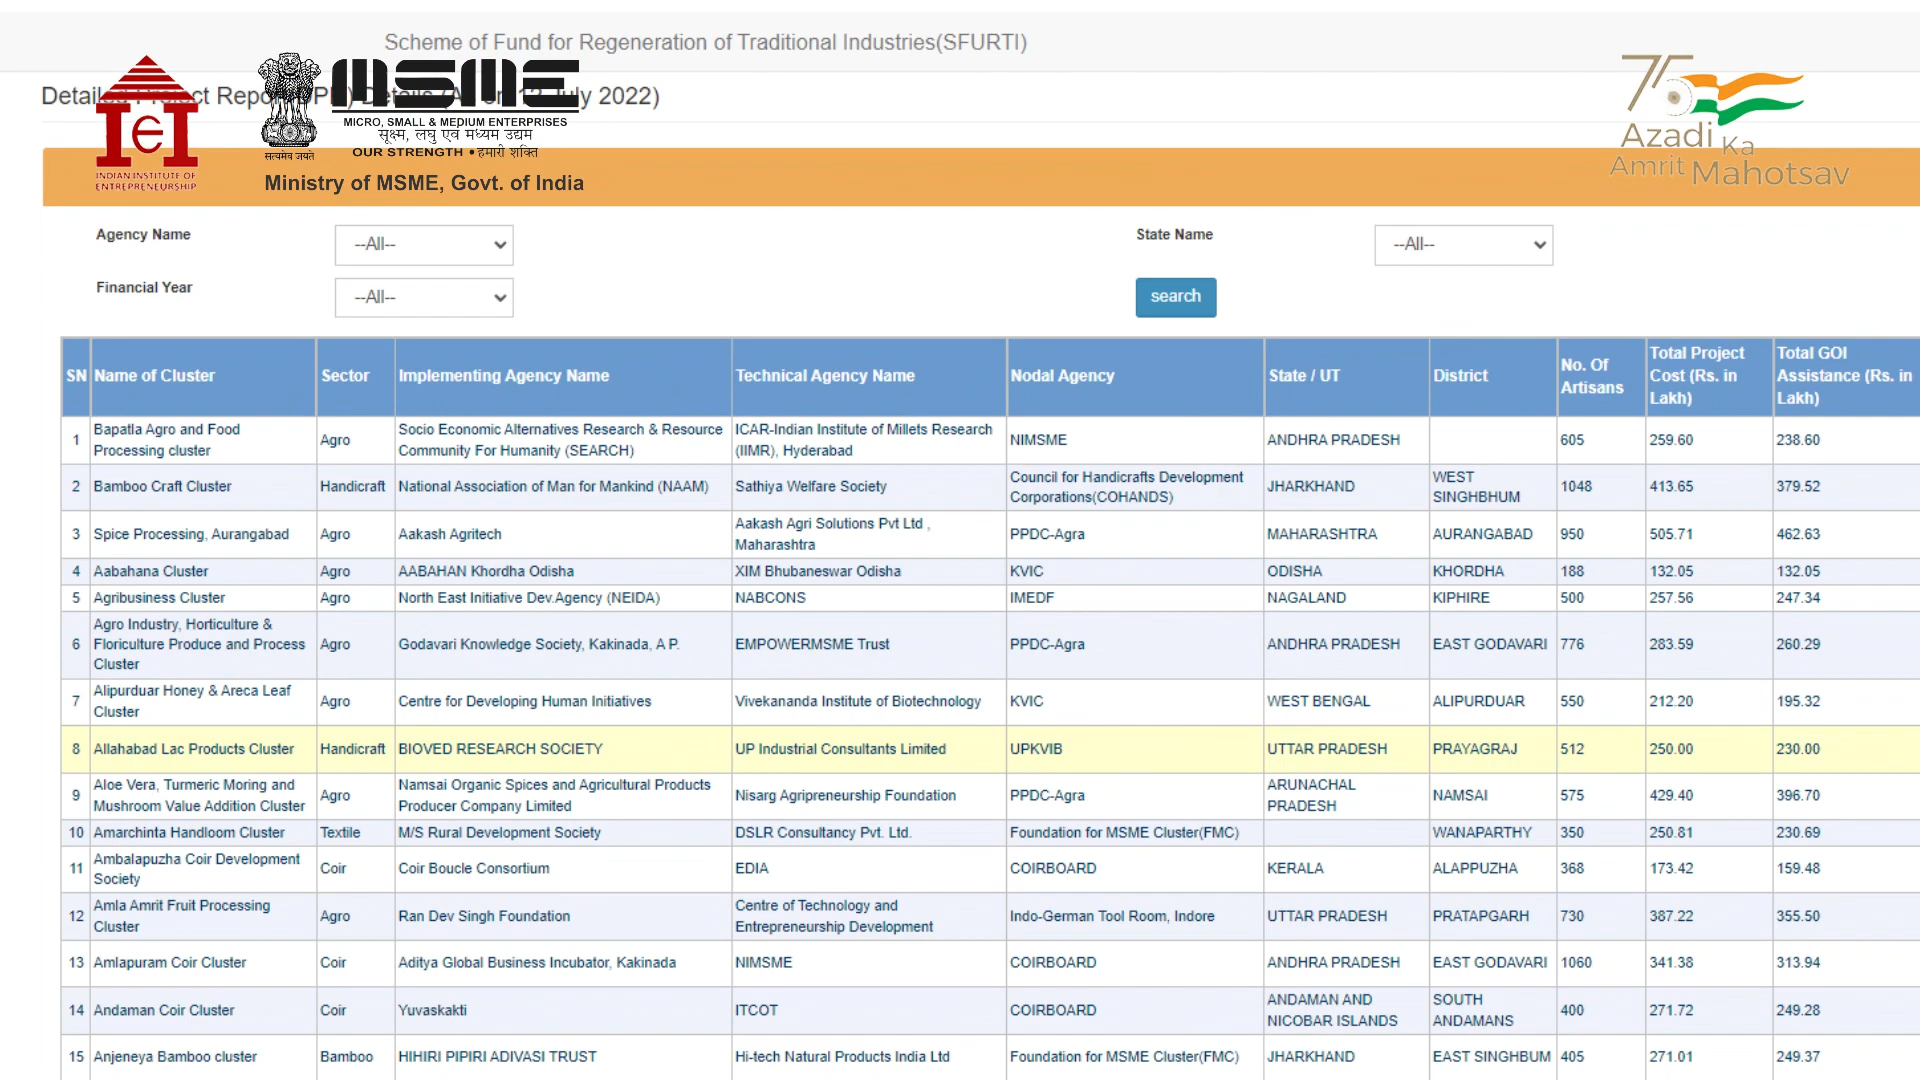 Scheme of Fund for Regeneration of Traditional Industries(SFURTI)
Detailed Project Report(DPR) Details (As on 13 July 2022)
INDIAN INSTITUTE OF
ENTREPRENEURSHIP
सत्यमेव जयते
MSME
MICRO, SMALL & MEDIUM ENTERPRISES
सूक्ष्म, लघु एवं मध्यम उद्यम
OUR STRENGTH • हमारी शक्ति
Ministry of MSME, Govt. of India
75
Azadi Ka
Amrit Mahotsav
Agency Name --All-- State Name --All--
Financial Year --All-- search
SN Name of Cluster Sector Implementing Agency Name Technical Agency Name Nodal Agency State / UT District No. Of Artisans Total Project Cost (Rs. in Lakh) Total GOI Assistance (Rs. in Lakh)
1 Bapatla Agro and Food Processing cluster Agro Socio Economic Alternatives Research & Resource Community For Humanity (SEARCH) ICAR-Indian Institute of Millets Research (IIMR), Hyderabad NIMSME ANDHRA PRADESH 605 259.60 238.60
2 Bamboo Craft Cluster Handicraft National Association of Man for Mankind (NAAM) Sathiya Welfare Society Council for Handicrafts Development Corporations(COHANDS) JHARKHAND WEST SINGHBHUM 1048 413.65 379.52
3 Spice Processing, Aurangabad Agro Aakash Agritech Aakash Agri Solutions Pvt Ltd , Maharashtra PPDC-Agra MAHARASHTRA AURANGABAD 950 505.71 462.63
4 Aabahana Cluster Agro AABAHAN Khordha Odisha XIM Bhubaneswar Odisha KVIC ODISHA KHORDHA 188 132.05 132.05
5 Agribusiness Cluster Agro North East Initiative Dev.Agency (NEIDA) NABCONS IMEDF NAGALAND KIPHIRE 500 257.56 247.34
6 Agro Industry, Horticulture & Floriculture Produce and Process Cluster Agro Godavari Knowledge Society, Kakinada, A P. EMPOWERMSME Trust PPDC-Agra ANDHRA PRADESH EAST GODAVARI 776 283.59 260.29
7 Alipurduar Honey & Areca Leaf Cluster Agro Centre for Developing Human Initiatives Vivekananda Institute of Biotechnology KVIC WEST BENGAL ALIPURDUAR 550 212.20 195.32
8 Allahabad Lac Products Cluster Handicraft BIOVED RESEARCH SOCIETY UP Industrial Consultants Limited UPKVIB UTTAR PRADESH PRAYAGRAJ 512 250.00 230.00
9 Aloe Vera, Turmeric Moring and Mushroom Value Addition Cluster Agro Namsai Organic Spices and Agricultural Products Producer Company Limited Nisarg Agripreneurship Foundation PPDC-Agra ARUNACHAL PRADESH NAMSAI 575 429.40 396.70
10 Amarchinta Handloom Cluster Textile M/S Rural Development Society DSLR Consultancy Pvt. Ltd. Foundation for MSME Cluster(FMC) WANAPARTHY 350 250.81 230.69
11 Ambalapuzha Coir Development Society Coir Coir Boucle Consortium EDIA COIRBOARD KERALA ALAPPUZHA 368 173.42 159.48
12 Amla Amrit Fruit Processing Cluster Agro Ran Dev Singh Foundation Centre of Technology and Entrepreneurship Development Indo-German Tool Room, Indore UTTAR PRADESH PRATAPGARH 730 387.22 355.50
13 Amlapuram Coir Cluster Coir Aditya Global Business Incubator, Kakinada NIMSME COIRBOARD ANDHRA PRADESH EAST GODAVARI 1060 341.38 313.94
14 Andaman Coir Cluster Coir Yuvaskakti ITCOT COIRBOARD ANDAMAN AND NICOBAR ISLANDS SOUTH ANDAMANS 400 271.72 249.28
15 Anjeneya Bamboo cluster Bamboo HIHIRI PIPIRI ADIVASI TRUST Hi-tech Natural Products India Ltd Foundation for MSME Cluster(FMC) JHARKHAND EAST SINGHBUM 405 271.01 249.37